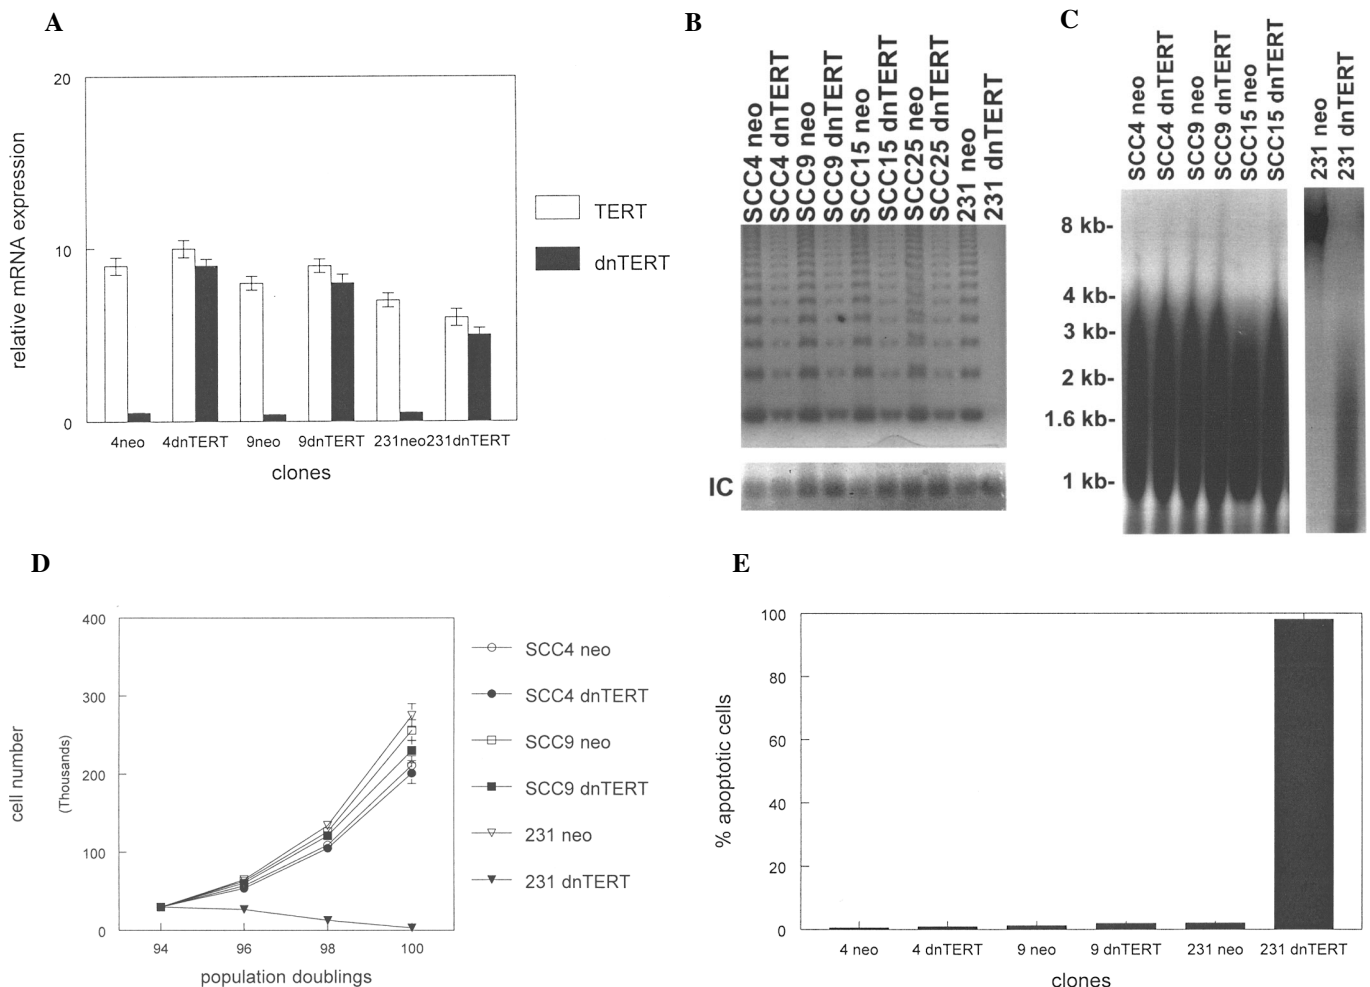 A
20
10
0
relative mRNA expression
4neo 4dnTERT 9neo 9dnTERT 231neo231dnTERT
clones
TERT
dnTERT
B
SCC4 neo
SCC4 dnTERT
SCC9 neo
SCC9 dnTERT
SCC15 neo
SCC15 dnTERT
SCC25 neo
SCC25 dnTERT
231 neo
231 dnTERT
IC
C
SCC4 neo
SCC4 dnTERT
SCC9 neo
SCC9 dnTERT
SCC15 neo
SCC15 dnTERT
231 neo
231 dnTERT
8 kb-
4 kb-
3 kb-
2 kb-
1.6 kb-
1 kb-
D
400
300
200
100
0
cell number
(Thousands)
94 96 98 100
population doublings
SCC4 neo
SCC4 dnTERT
SCC9 neo
SCC9 dnTERT
231 neo
231 dnTERT
E
100
80
60
40
20
0
% apoptotic cells
4 neo 4 dnTERT 9 neo 9 dnTERT 231 neo 231 dnTERT
clones